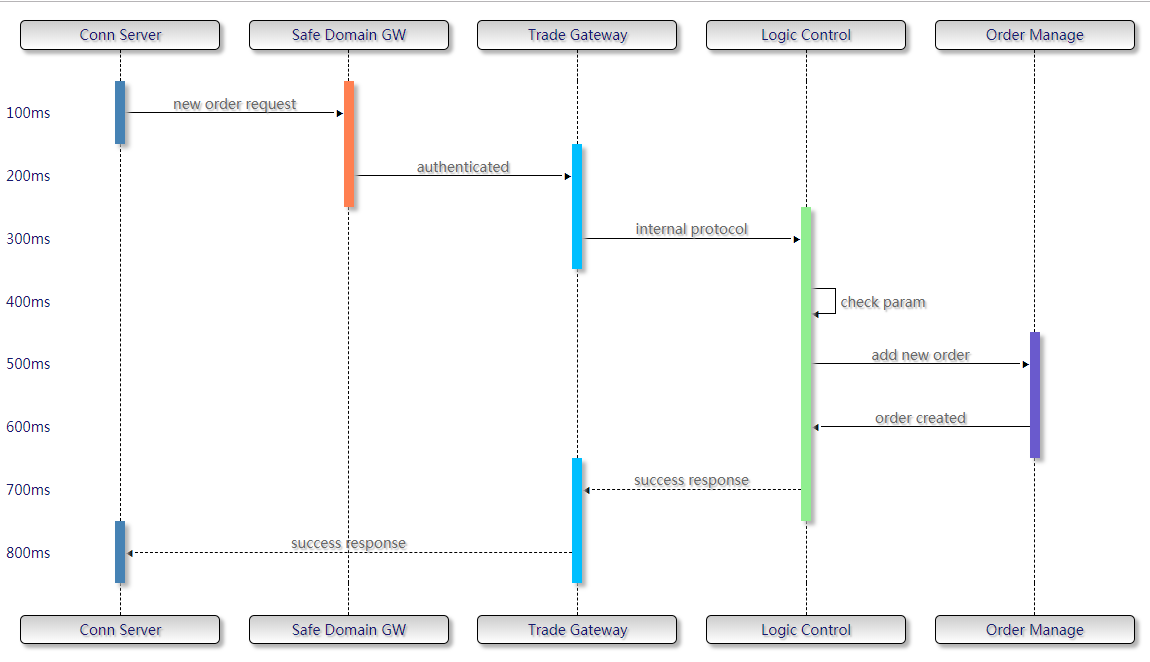 Conn Server
Safe Domain GW
Trade Gateway
Logic Control
Order Manage
new order request
100ms
authenticated
200ms
internal protocol
300ms
400ms
check param
add new order
500ms
order created
600ms
success response
700ms
success response
800ms
Conn Server
Safe Domain GW
Trade Gateway
Logic Control
Order Manage